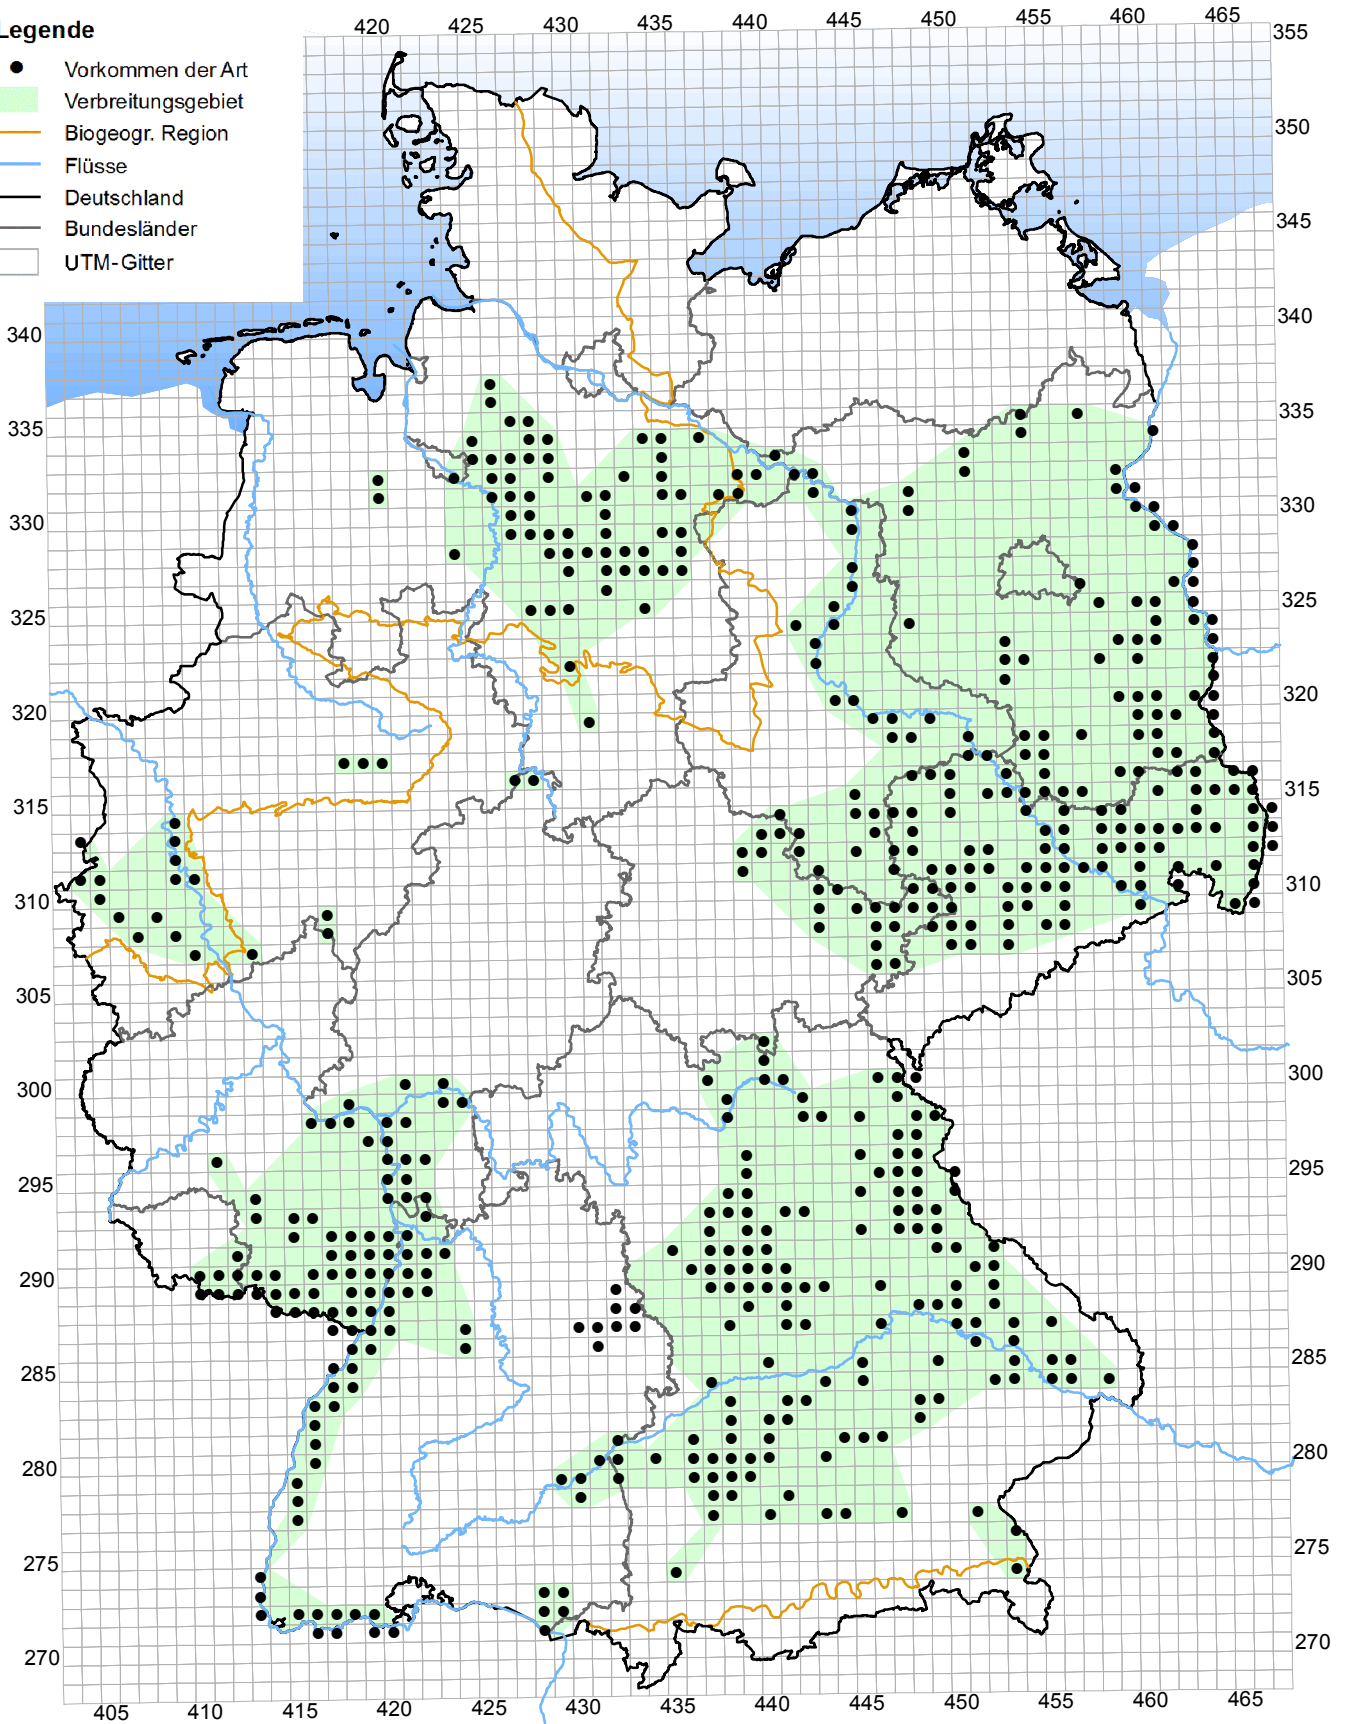 Legende
Vorkommen der Art
Verbreitungsgebiet
Biogeogr. Region
Flüsse
Deutschland
Bundesländer
UTM-Gitter
420 425 430 435 440 445 450 455 460 465
355
350
345
340 340
335 335
330 330
325 325
320 320
315 315
310 310
305 305
300 300
295 295
290 290
285 285
280 280
275 275
270 270
405 410 415 420 425 430 435 440 445 450 455 460 465